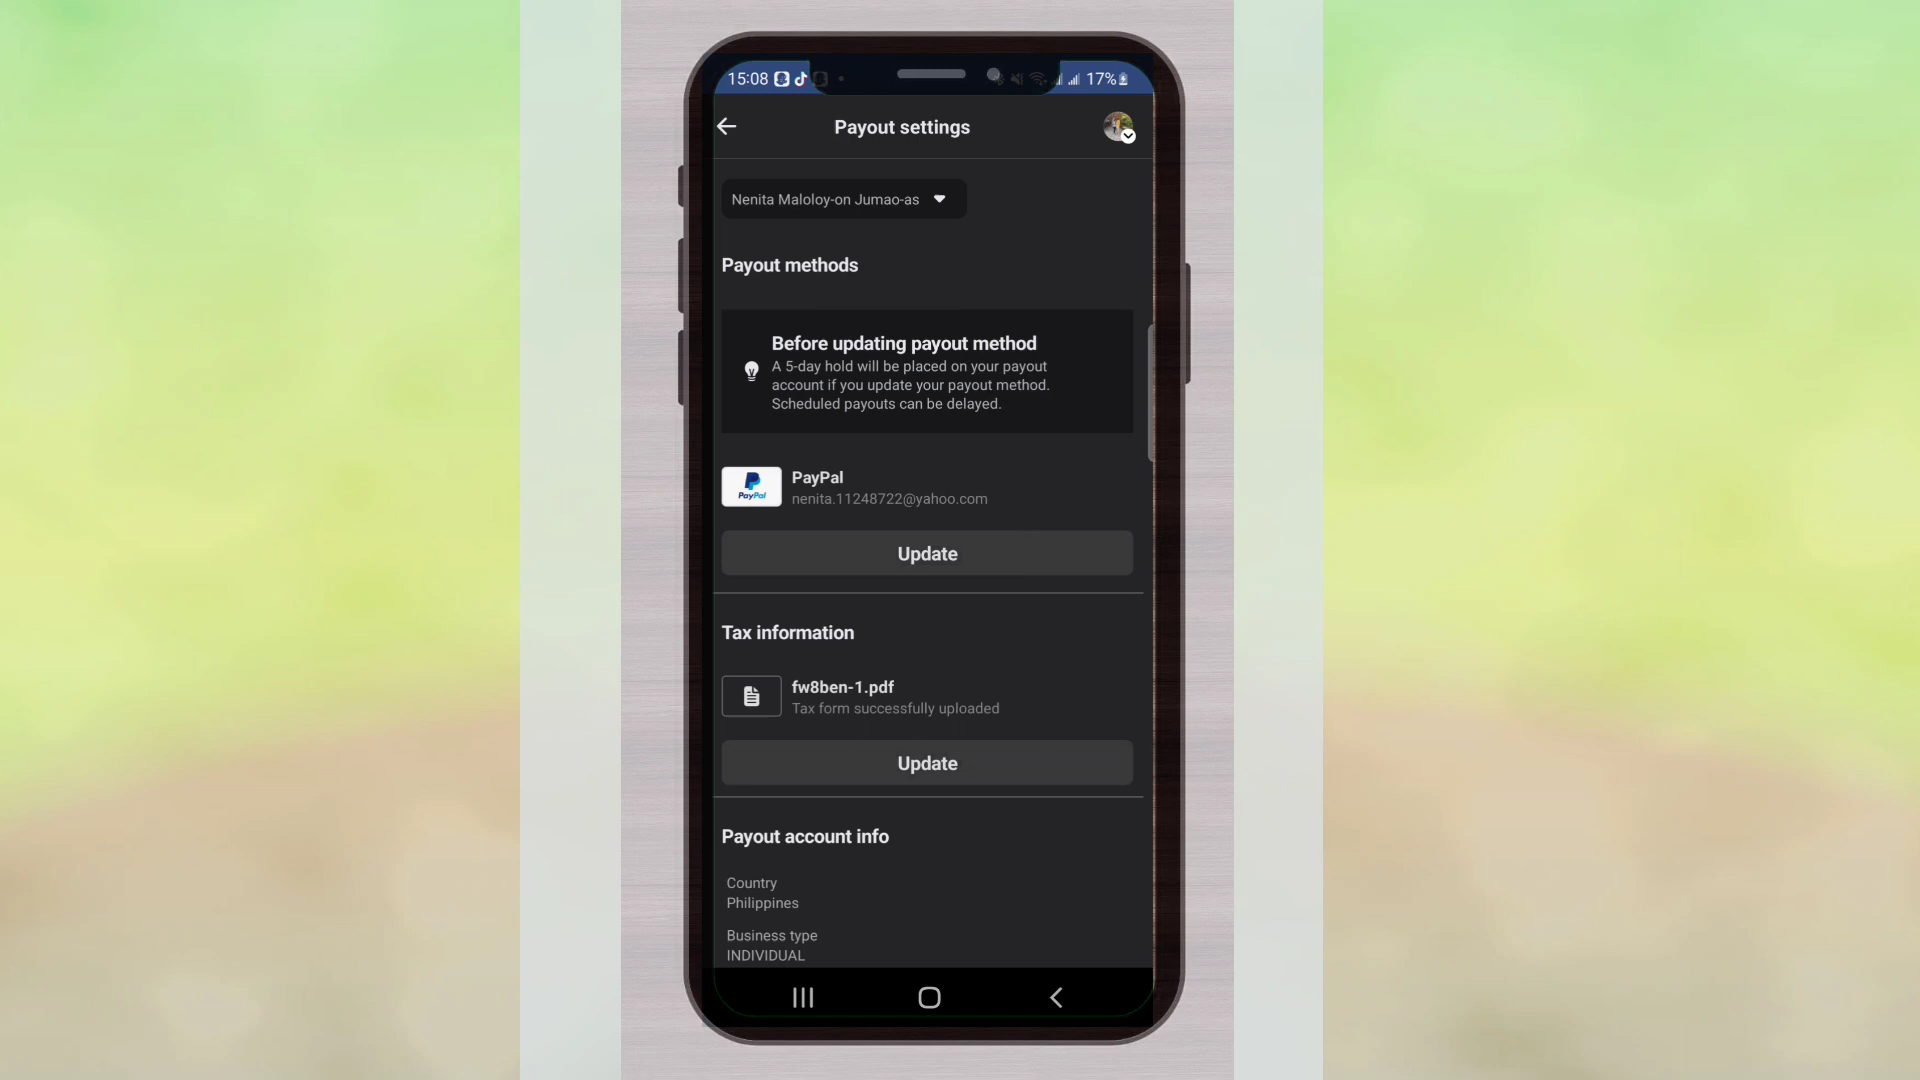 15:08
17%
Payout settings
Nenita Maloloy-on Jumao-as
Payout methods
Before updating payout method
A 5-day hold will be placed on your payout
account if you update your payout method.
Scheduled payouts can be delayed.
PayPal
PayPal
nenita.11248722@yahoo.com
Update
Tax information
fw8ben-1.pdf
Tax form successfully uploaded
Update
Payout account info
Country
Philippines
Business type
INDIVIDUAL